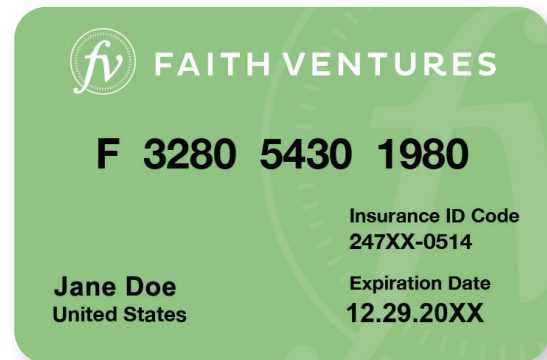 fv FAITH VENTURES
F 3280 5430 1980
Insurance ID Code
247XX-0514
Jane Doe
United States
Expiration Date
12.29.20XX